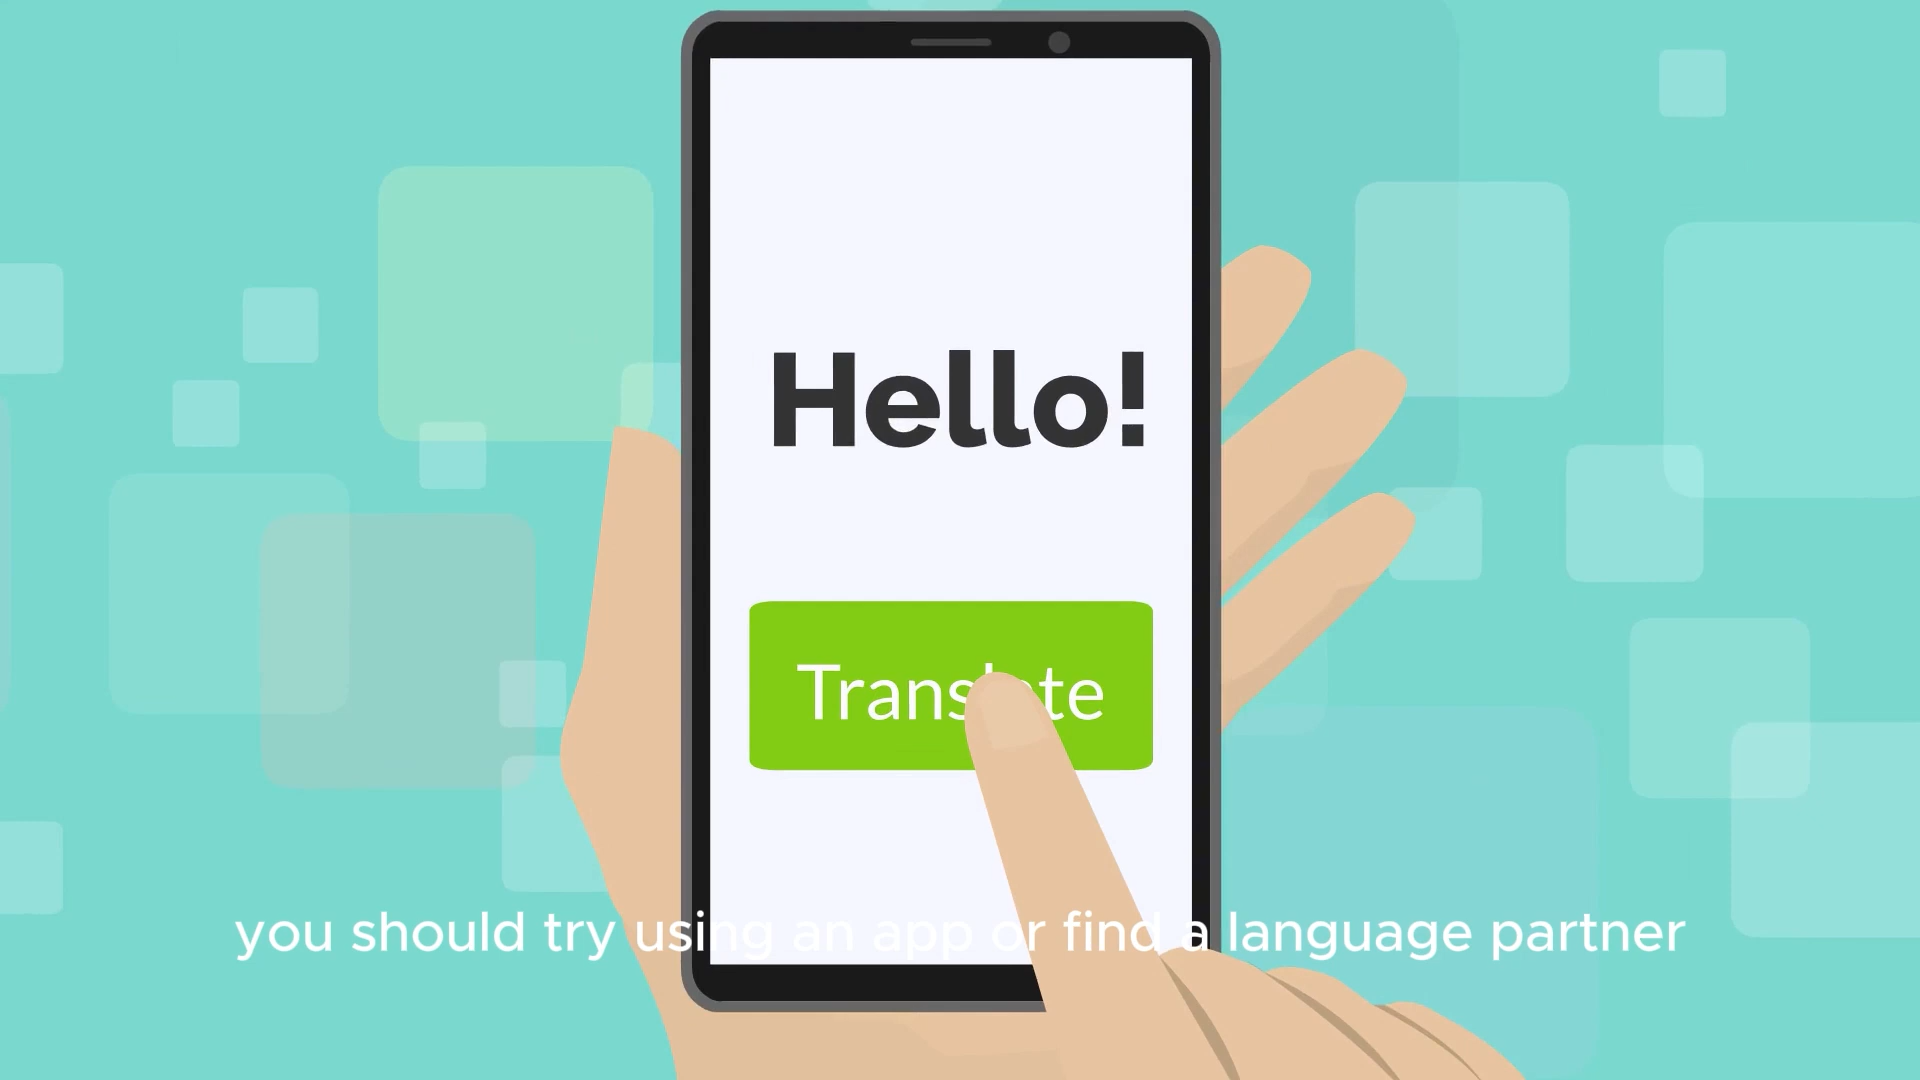 Hello!
Translate
you should try using an app or find a language partner